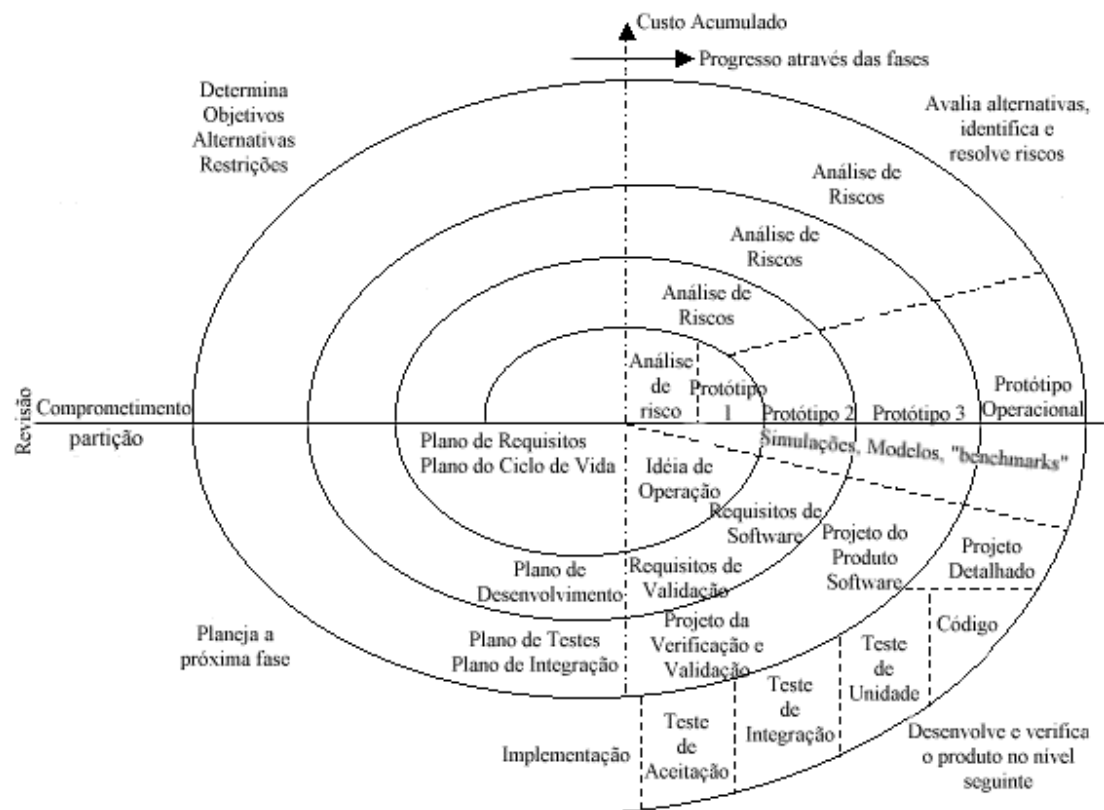 Custo Acumulado
Progresso através das fases
Determina
Objetivos
Alternativas
Restrições
Avalia alternativas,
identifica e
resolve riscos
Análise de
Riscos
Análise de
Riscos
Análise de
Riscos
Análise
de
risco
Protótipo
1
Protótipo 2
Protótipo 3
Protótipo
Operacional
Revisão
Comprometimento
partição
Simulações, Modelos, "benchmarks"
Plano de Requisitos
Plano do Ciclo de Vida
Idéia de
Operação
Requisitos de
Software
Projeto do
Produto
Software
Projeto
Detalhado
Plano de
Desenvolvimento
Requisitos de
Validação
Código
Planeja a
próxima fase
Plano de Testes
Plano de Integração
Projeto da
Verificação e
Validação
Teste
de
Unidade
Teste
de
Integração
Teste
de
Aceitação
Implementação
Desenvolve e verifica
o produto no nível
seguinte